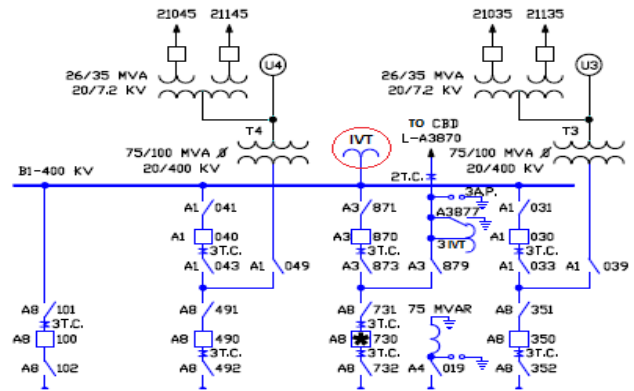 21045 21145 21035 21135
U4 U3
26/35 MVA 26/35 MVA
20/7.2 KV 20/7.2 KV
TO CBD
T4 IVT L-A3870 T3
75/100 MVA Ø 75/100 MVA Ø
B1-400 KV 20/400 KV 2T.C. 20/400 KV
3A.P.
A1 041 A3 871 A3877 A1 031
A1 040 A3 870 3 IVT A1 030
3T.C. 3T.C. 3T.C.
A1 043 A1 049 A3 873 A3 879 A1 033 A1 039
A8 101 A8 491 A8 731 75 MVAR A8 351
3T.C. 3T.C. 3T.C. 3T.C.
A8 100 A8 490 A8 730 A8 350
3T.C. 3T.C. 3T.C.
A8 102 A8 492 A8 732 A4 019 A8 352